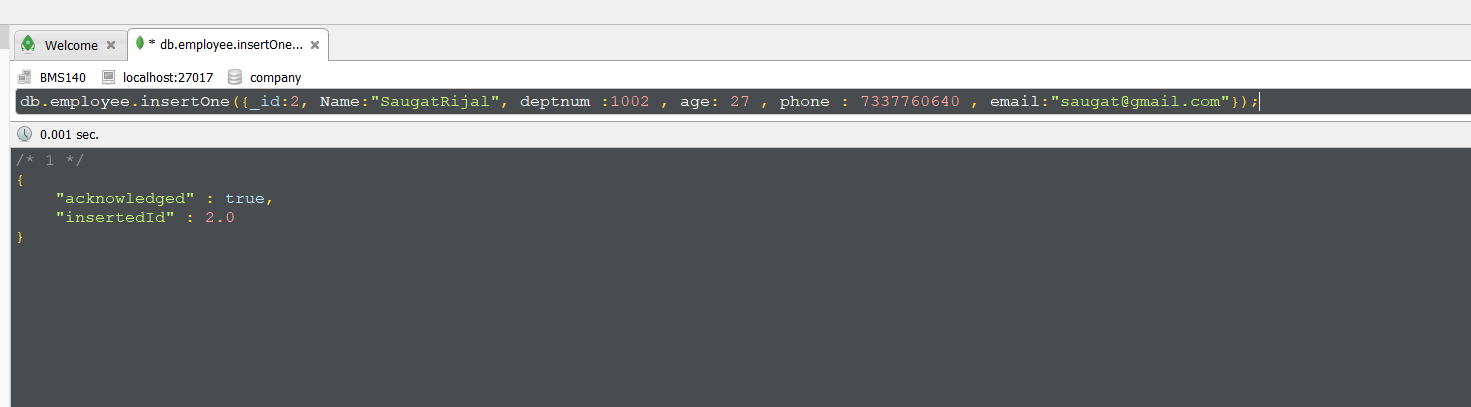 Welcome
* db.employee.insertOne...
BMS140 localhost:27017 company
db.employee.insertOne({_id:2, Name:"SaugatRijal", deptnum :1002 , age: 27 , phone : 7337760640 , email:"saugat@gmail.com"});
0.001 sec.
/* 1 */
{
    "acknowledged" : true,
    "insertedId" : 2.0
}